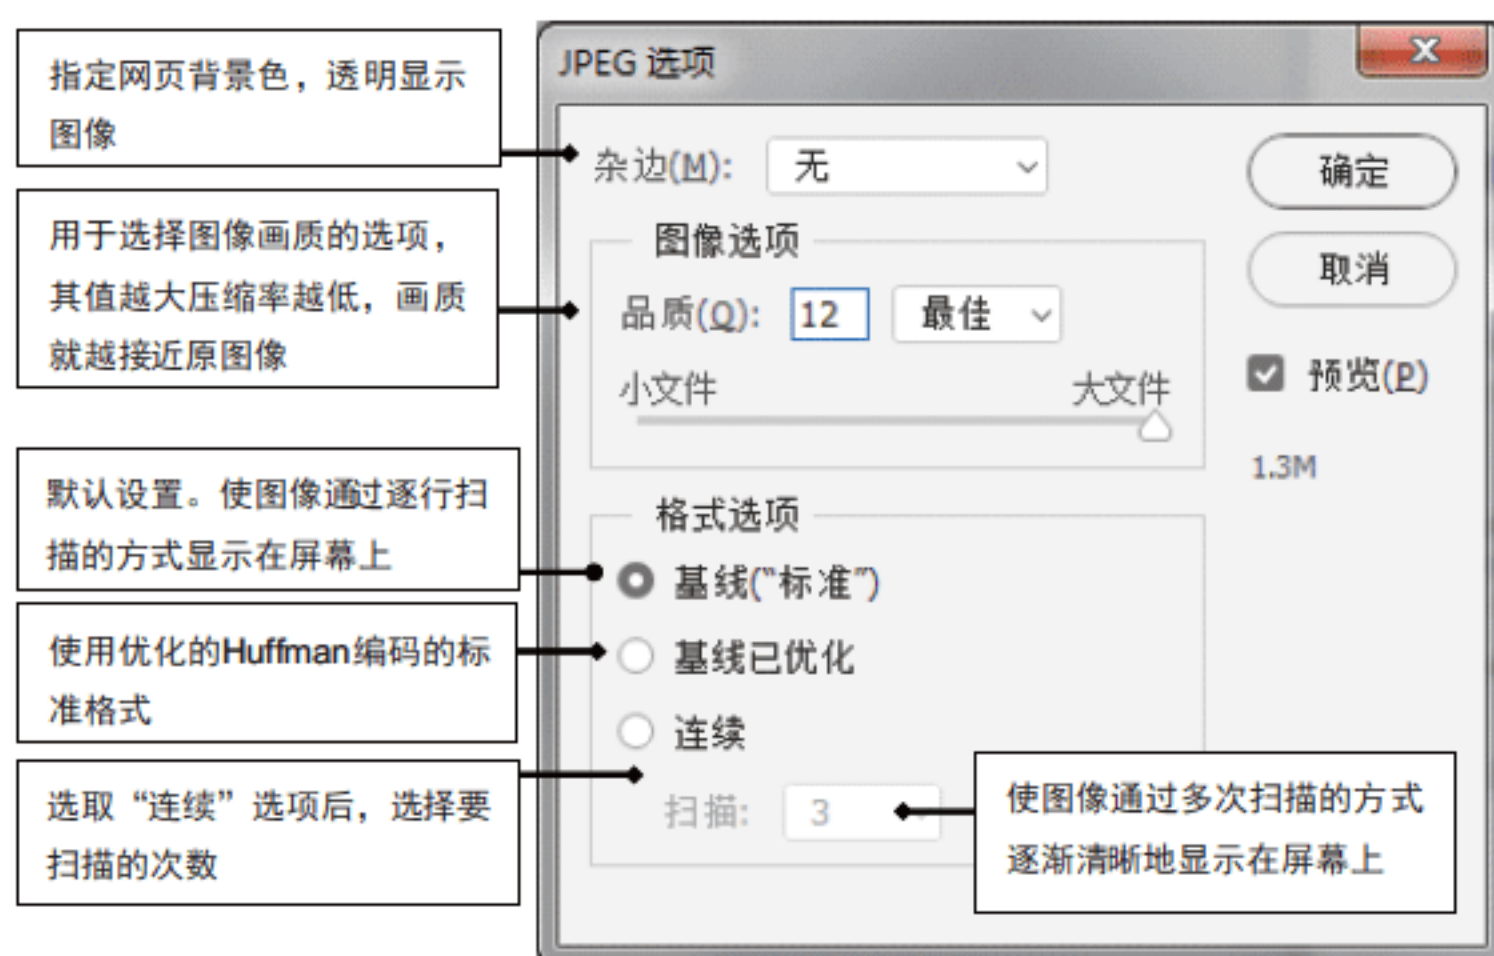 指定网页背景色，透明显示
图像
用于选择图像画质的选项，
其值越大压缩率越低，画质
就越接近原图像
默认设置。使图像通过逐行扫
描的方式显示在屏幕上
使用优化的Huffman编码的标
准格式
选取“连续”选项后，选择要
扫描的次数
JPEG 选项
杂边(M)： 无
确定
图像选项
取消
品质(Q)： 12 最佳
预览(P)
小文件 大文件
1.3M
格式选项
基线("标准")
基线已优化
连续
扫描： 3
使图像通过多次扫描的方式
逐渐清晰地显示在屏幕上